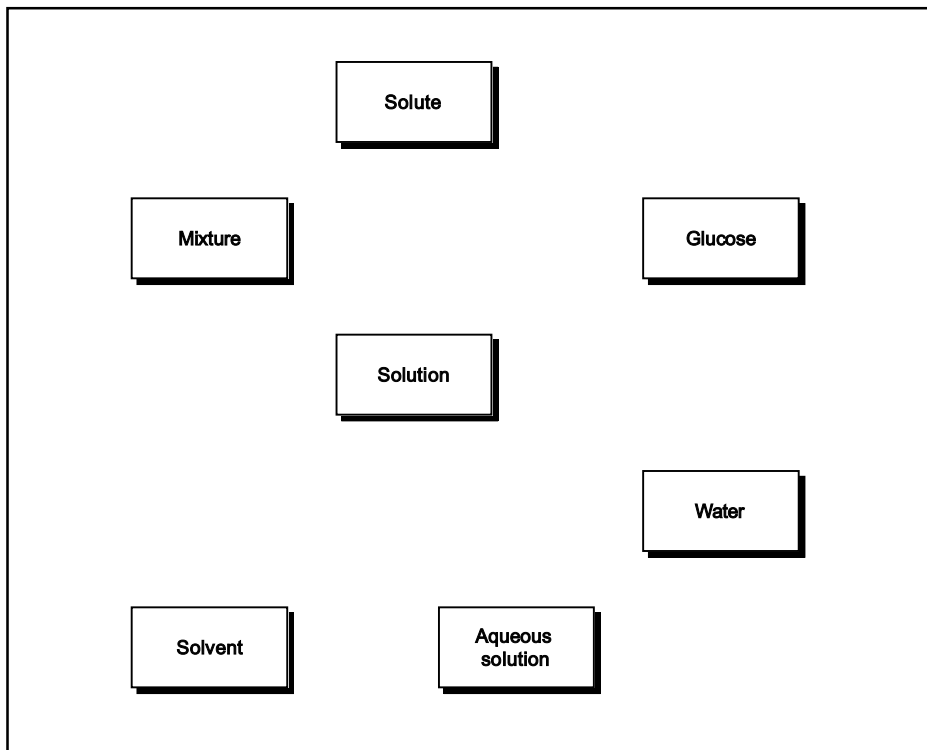 Solute
Mixture
Glucose
Solution
Water
Solvent
Aqueous
solution